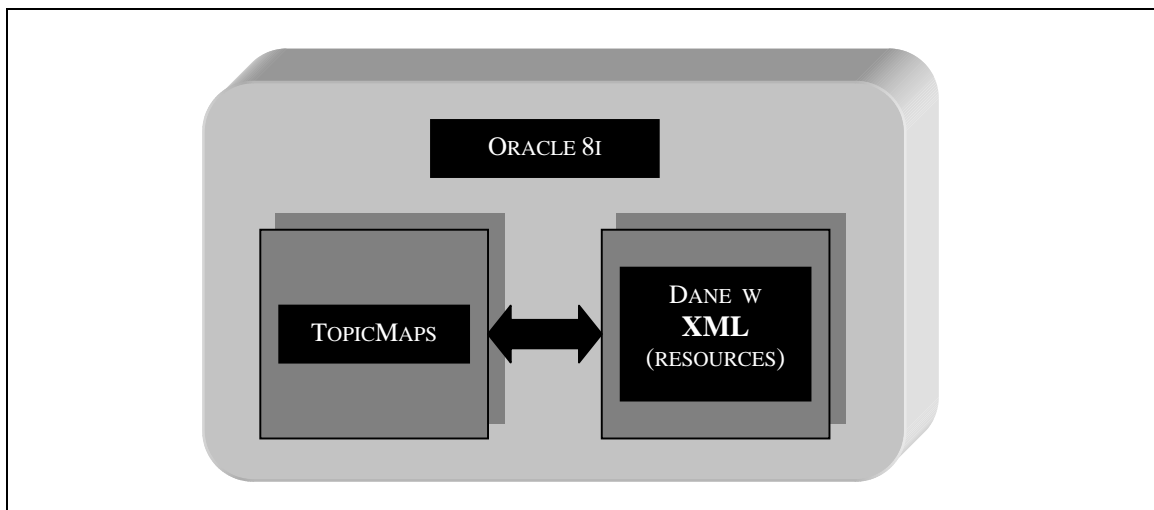 ORACLE 8I
TOPICMAPS
DANE W
XML
(RESOURCES)